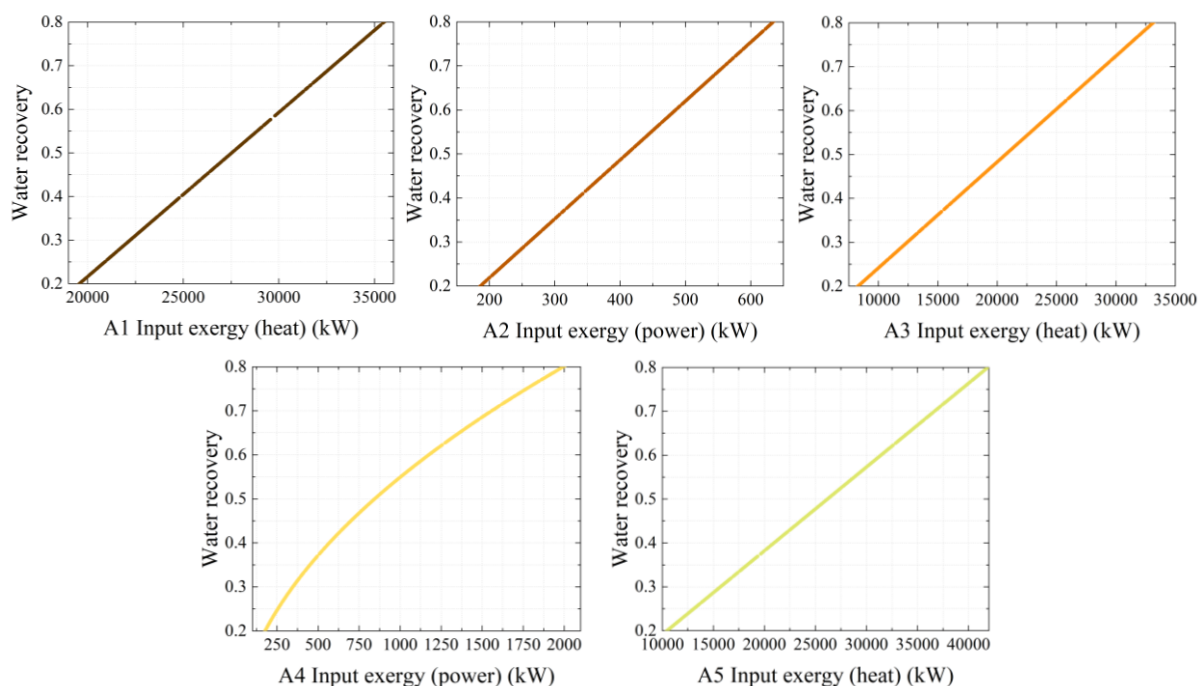 0.8 0.8 0.8
0.7 0.7 0.7
0.6 0.6 0.6
0.5 0.5 0.5
0.4 0.4 0.4
0.3 0.3 0.3
0.2 0.2 0.2
Water recovery Water recovery Water recovery
20000 25000 30000 35000 200 300 400 500 600 10000 15000 20000 25000 30000 35000
A1 Input exergy (heat) (kW) A2 Input exergy (power) (kW) A3 Input exergy (heat) (kW)
0.8 0.8
0.7 0.7
0.6 0.6
0.5 0.5
0.4 0.4
0.3 0.3
0.2 0.2
Water recovery Water recovery
250 500 750 1000 1250 1500 1750 2000 10000 15000 20000 25000 30000 35000 40000
A4 Input exergy (power) (kW) A5 Input exergy (heat) (kW)